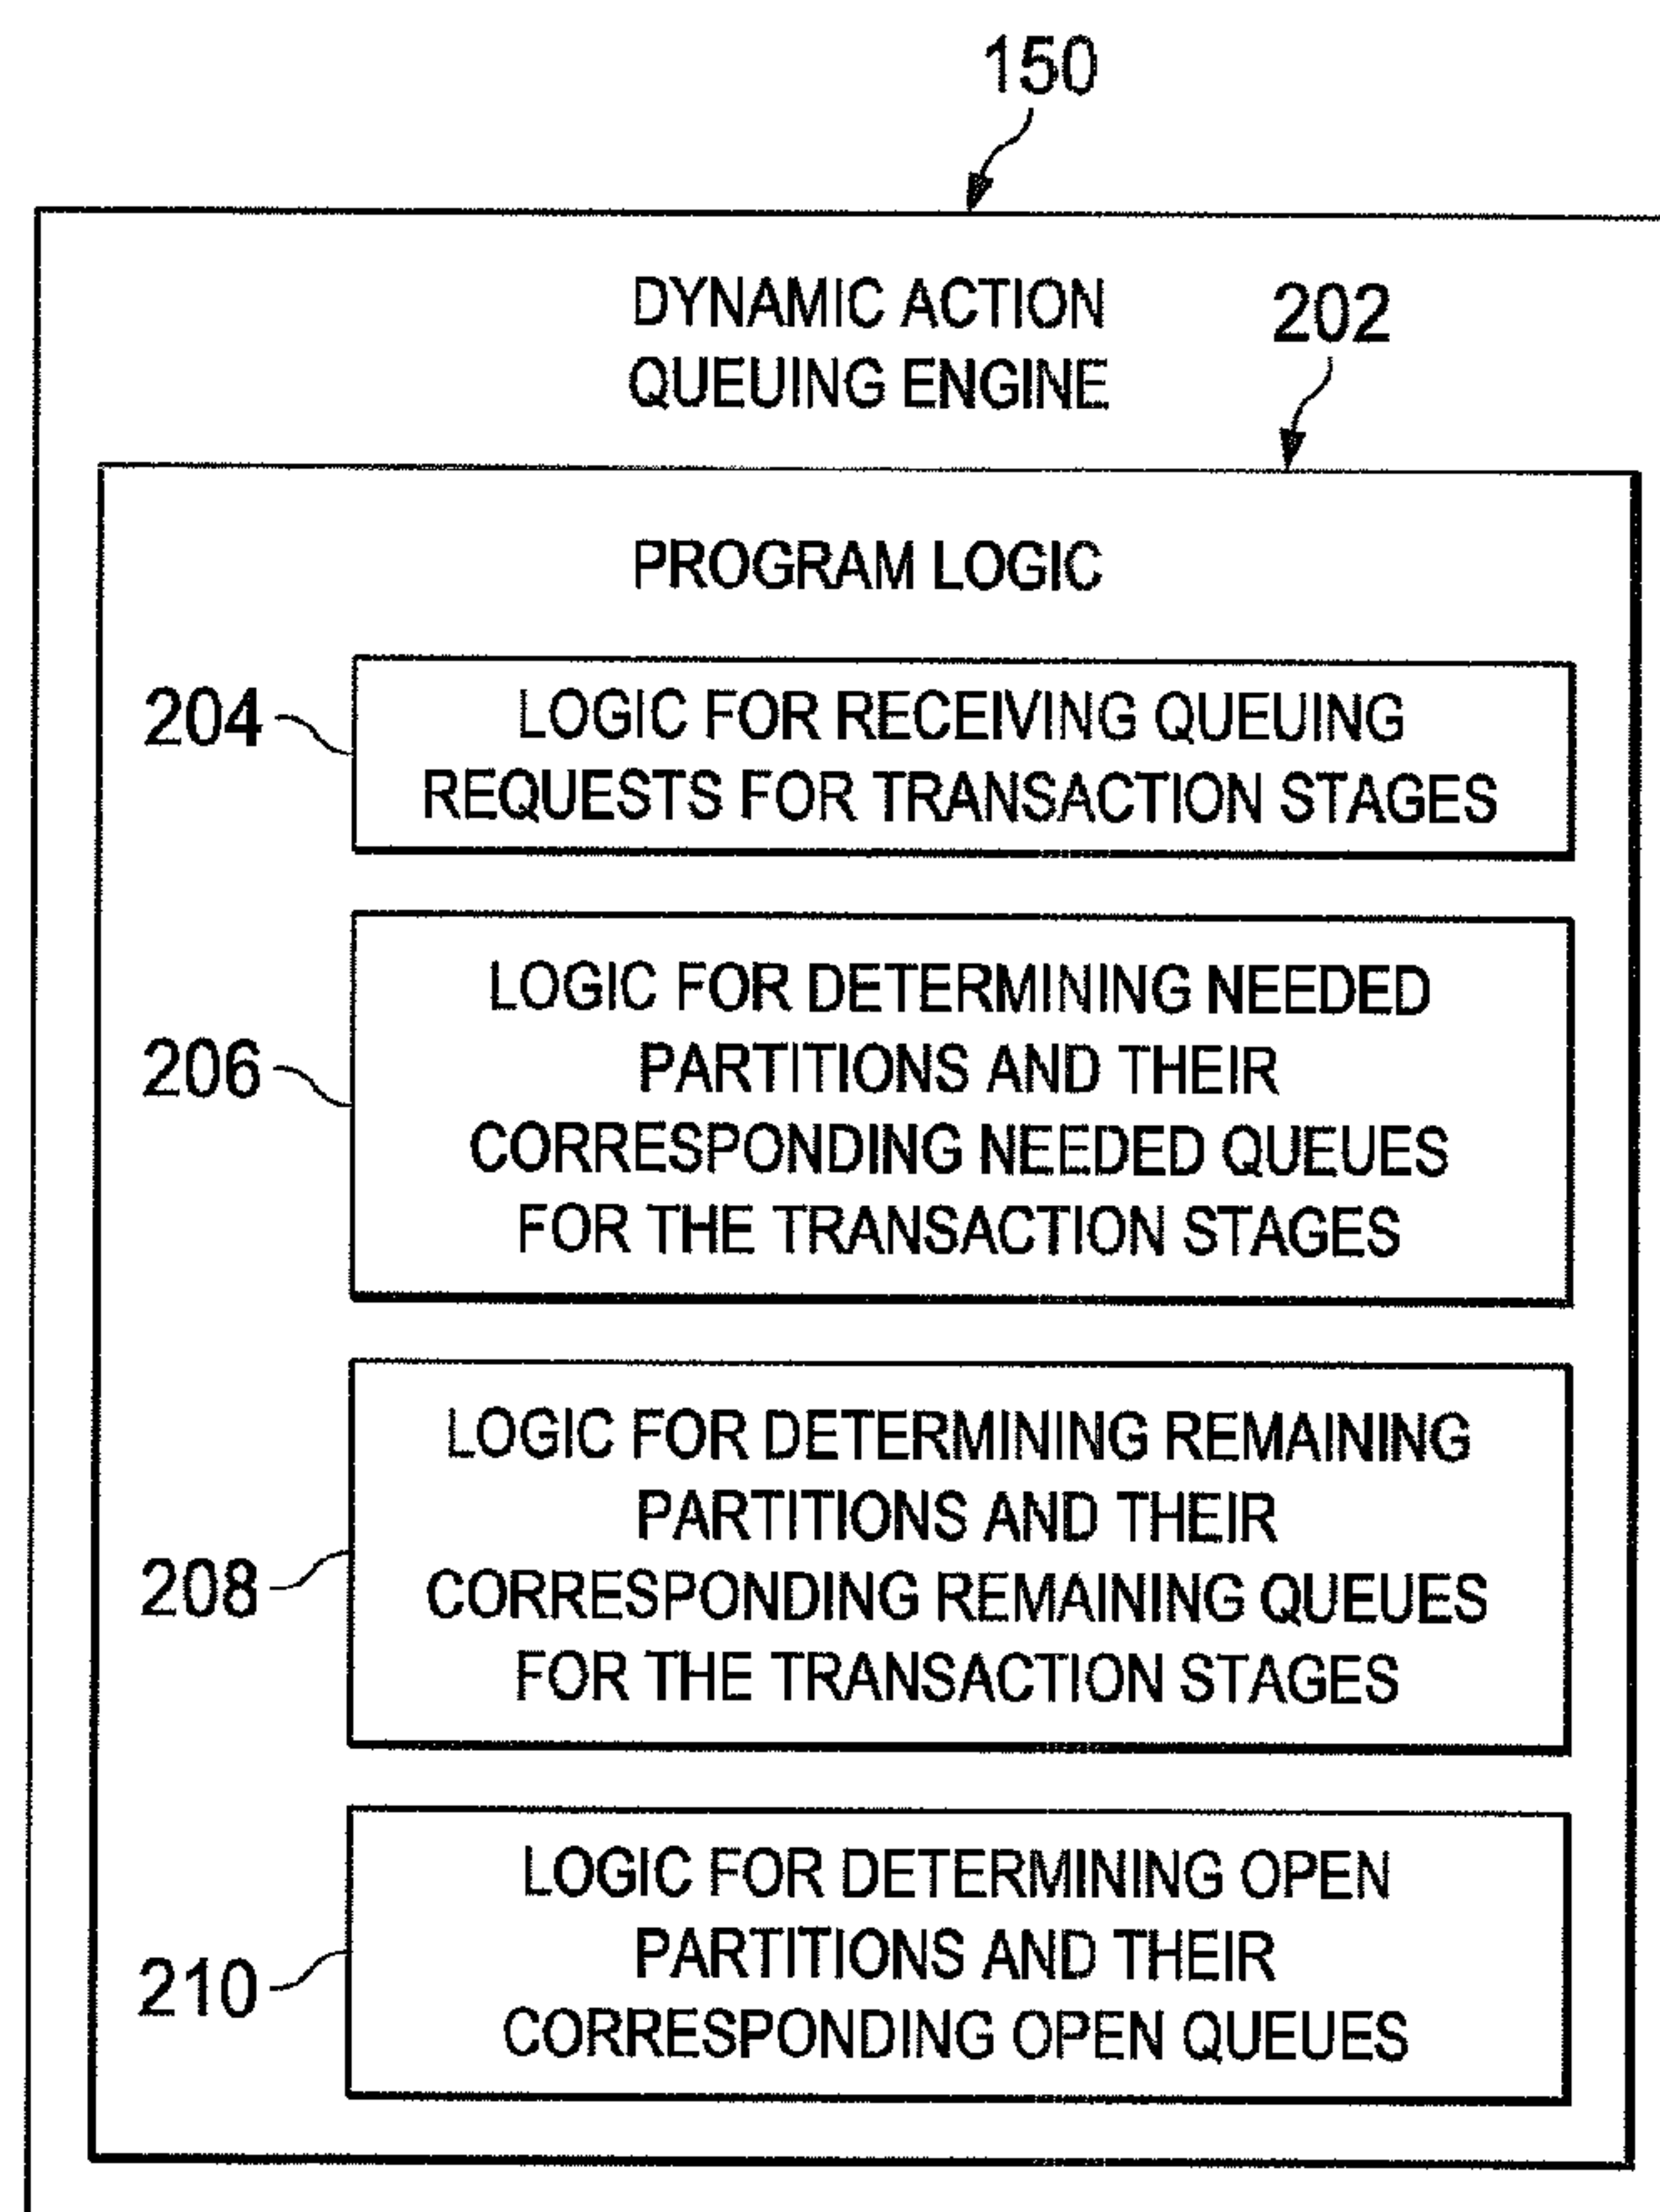 150
DYNAMIC ACTION
QUEUING ENGINE
202
PROGRAM LOGIC
204
LOGIC FOR RECEIVING QUEUING
REQUESTS FOR TRANSACTION STAGES
206
LOGIC FOR DETERMINING NEEDED
PARTITIONS AND THEIR
CORRESPONDING NEEDED QUEUES
FOR THE TRANSACTION STAGES
208
LOGIC FOR DETERMINING REMAINING
PARTITIONS AND THEIR
CORRESPONDING REMAINING QUEUES
FOR THE TRANSACTION STAGES
210
LOGIC FOR DETERMINING OPEN
PARTITIONS AND THEIR
CORRESPONDING OPEN QUEUES